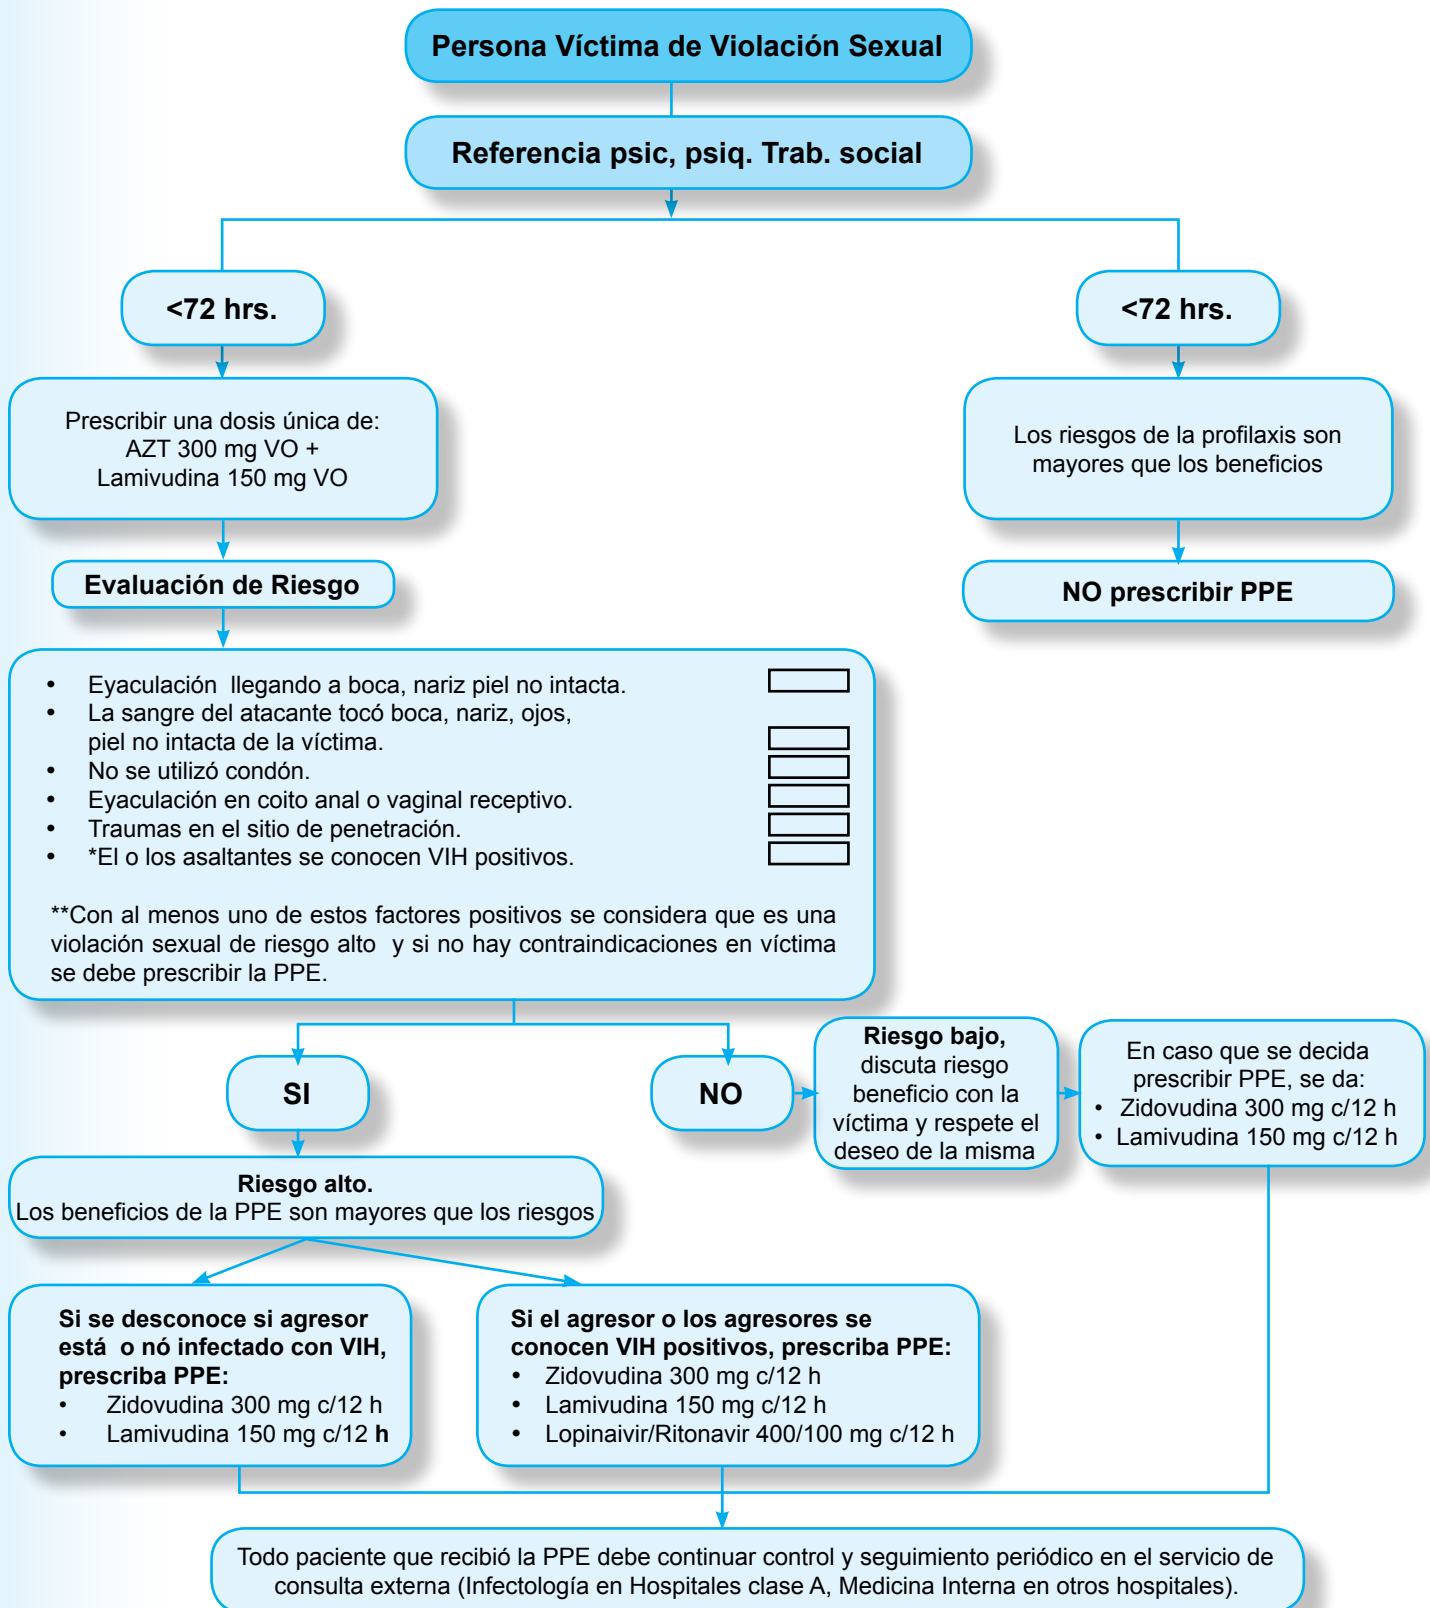 Persona Víctima de Violación Sexual
Referencia psic, psiq. Trab. social
<72 hrs.
<72 hrs.
Prescribir una dosis única de:
AZT 300 mg VO +
Lamivudina 150 mg VO
Los riesgos de la profilaxis son
mayores que los beneficios
Evaluación de Riesgo
NO prescribir PPE
• Eyaculación llegando a boca, nariz piel no intacta.
• La sangre del atacante tocó boca, nariz, ojos,
piel no intacta de la víctima.
• No se utilizó condón.
• Eyaculación en coito anal o vaginal receptivo.
• Traumas en el sitio de penetración.
• *El o los asaltantes se conocen VIH positivos.
**Con al menos uno de estos factores positivos se considera que es una
violación sexual de riesgo alto y si no hay contraindicaciones en víctima
se debe prescribir la PPE.
SI
NO
Riesgo bajo,
discuta riesgo
beneficio con la
víctima y respete el
deseo de la misma
En caso que se decida
prescribir PPE, se da:
• Zidovudina 300 mg c/12 h
• Lamivudina 150 mg c/12 h
Riesgo alto.
Los beneficios de la PPE son mayores que los riesgos
Si se desconoce si agresor
está o nó infectado con VIH,
prescriba PPE:
• Zidovudina 300 mg c/12 h
• Lamivudina 150 mg c/12 h
Si el agresor o los agresores se
conocen VIH positivos, prescriba PPE:
• Zidovudina 300 mg c/12 h
• Lamivudina 150 mg c/12 h
• Lopinaivir/Ritonavir 400/100 mg c/12 h
Todo paciente que recibió la PPE debe continuar control y seguimiento periódico en el servicio de
consulta externa (Infectología en Hospitales clase A, Medicina Interna en otros hospitales).